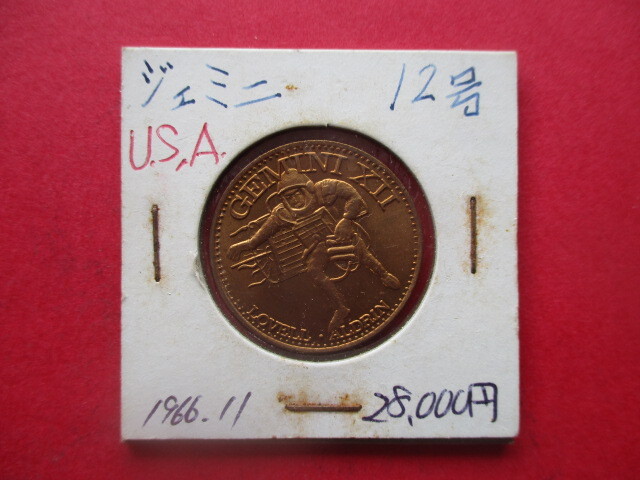 ジェミニ 12号
U.S.A.
GEMINI XII
LOVELL · ALDRIN
1966.11 28,000円